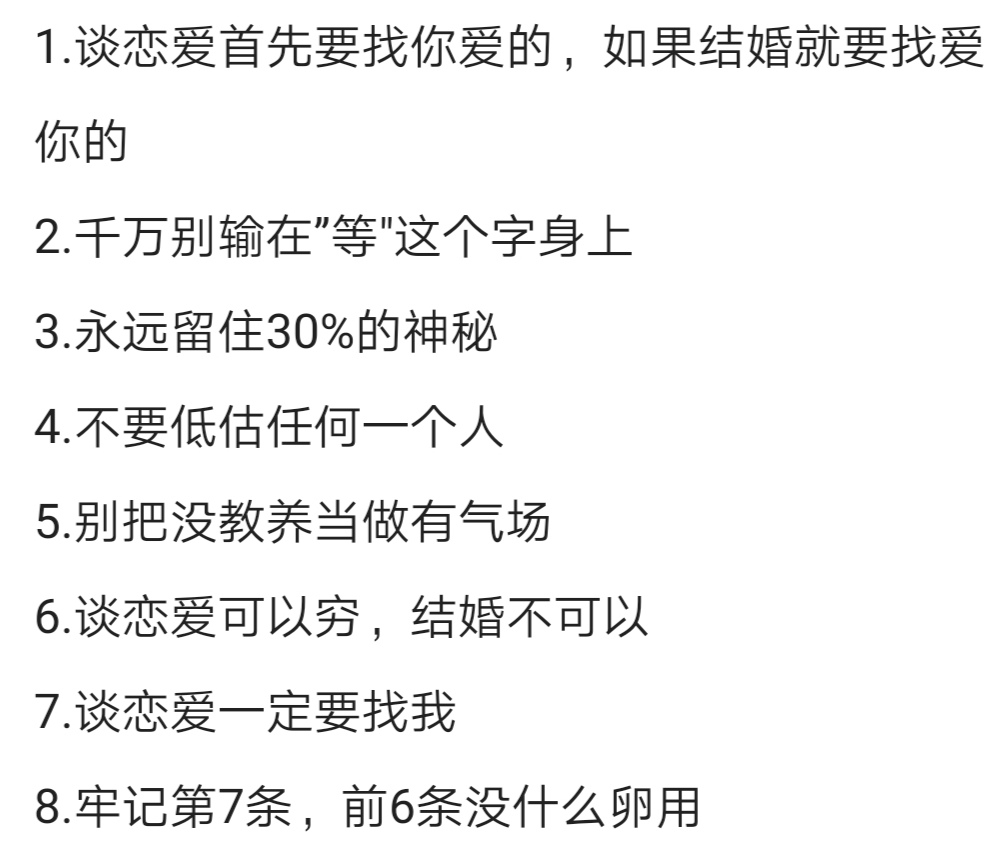 1.谈恋爱首先要找你爱的，如果结婚就要找爱
你的
2.千万别输在”等"这个字身上
3.永远留住30%的神秘
4.不要低估任何一个人
5.别把没教养当做有气场
6.谈恋爱可以穷，结婚不可以
7.谈恋爱一定要找我
8.牢记第7条，前6条没什么卵用